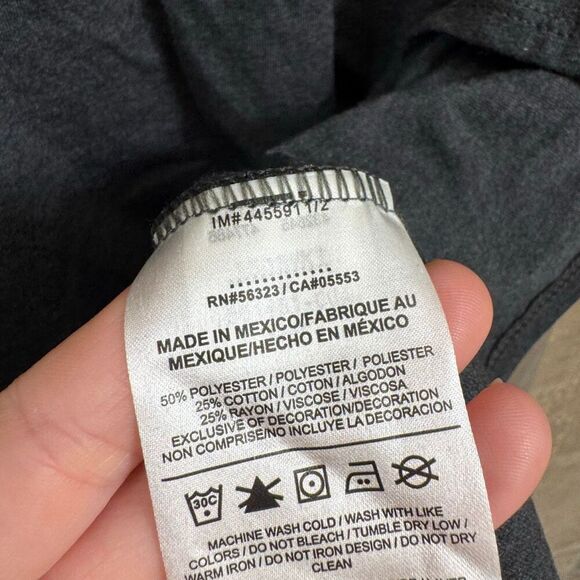 IM#445591 1/2
RN#56323 / CA#05553
MADE IN MEXICO/FABRIQUE AU
MEXIQUE/HECHO EN MÉXICO
50% POLYESTER / POLYESTER / POLIESTER
25% COTTON / COTON / ALGODON
25% RAYON / VISCOSE / VISCOSA
EXCLUSIVE OF DECORATION/DECORATION
NON COMPRISE/NO INCLUYE LA DECORACION
30C
MACHINE WASH COLD / WASH WITH LIKE
COLORS / DO NOT BLEACH / TUMBLE DRY LOW /
WARM IRON / DO NOT IRON DESIGN / DO NOT DRY
CLEAN